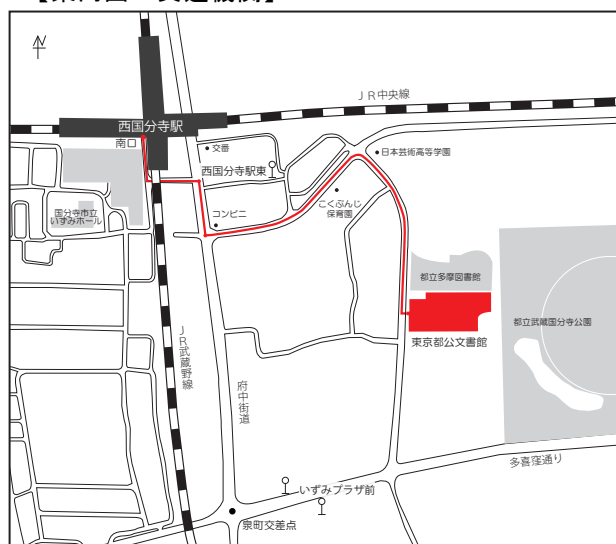 JR中央線
西国分寺駅
南口
交番
西国分寺駅東
日本芸術高等学園
コンビニ
こくぶんじ
保育園
国分寺市立
いずみホール
都立多摩図書館
都立武蔵国分寺公園
東京都公文書館
JR武蔵野線
府中街道
多喜窪通り
いずみプラザ前
泉町交差点